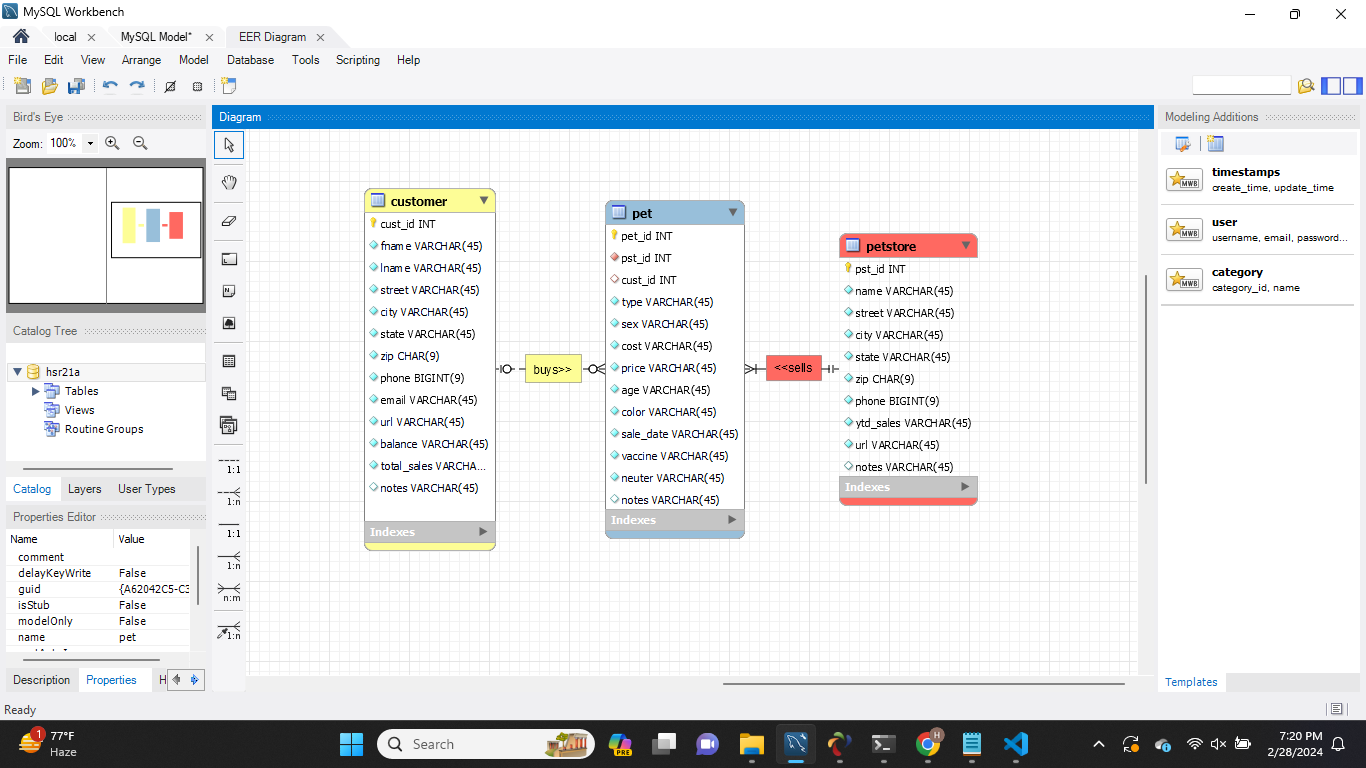 MySQL Workbench
local
MySQL Model*
EER Diagram
File Edit View Arrange Model Database Tools Scripting Help
Bird's Eye
Zoom: 100%
Catalog Tree
hsr21a
Tables
Views
Routine Groups
Catalog Layers User Types
Properties Editor
Name Value
comment
delayKeyWrite False
guid {A62042C5-C3
isStub False
modelOnly False
name pet
Description Properties H
Ready
Diagram
1:1
1:n
1:1
1:n
n:m
1:n
customer
cust_id INT
fname VARCHAR(45)
lname VARCHAR(45)
street VARCHAR(45)
city VARCHAR(45)
state VARCHAR(45)
zip CHAR(9)
phone BIGINT(9)
email VARCHAR(45)
url VARCHAR(45)
balance VARCHAR(45)
total_sales VARCHA...
notes VARCHAR(45)
Indexes
buys>>
pet
pet_id INT
pst_id INT
cust_id INT
type VARCHAR(45)
sex VARCHAR(45)
cost VARCHAR(45)
price VARCHAR(45)
age VARCHAR(45)
color VARCHAR(45)
sale_date VARCHAR(45)
vaccine VARCHAR(45)
neuter VARCHAR(45)
notes VARCHAR(45)
Indexes
<<sells
petstore
pst_id INT
name VARCHAR(45)
street VARCHAR(45)
city VARCHAR(45)
state VARCHAR(45)
zip CHAR(9)
phone BIGINT(9)
ytd_sales VARCHAR(45)
url VARCHAR(45)
notes VARCHAR(45)
Indexes
Modeling Additions
MWB
timestamps
create_time, update_time
MWB
user
username, email, password...
MWB
category
category_id, name
Templates
1
77°F
Haze
Search
PRE
H
7:20 PM
2/28/2024